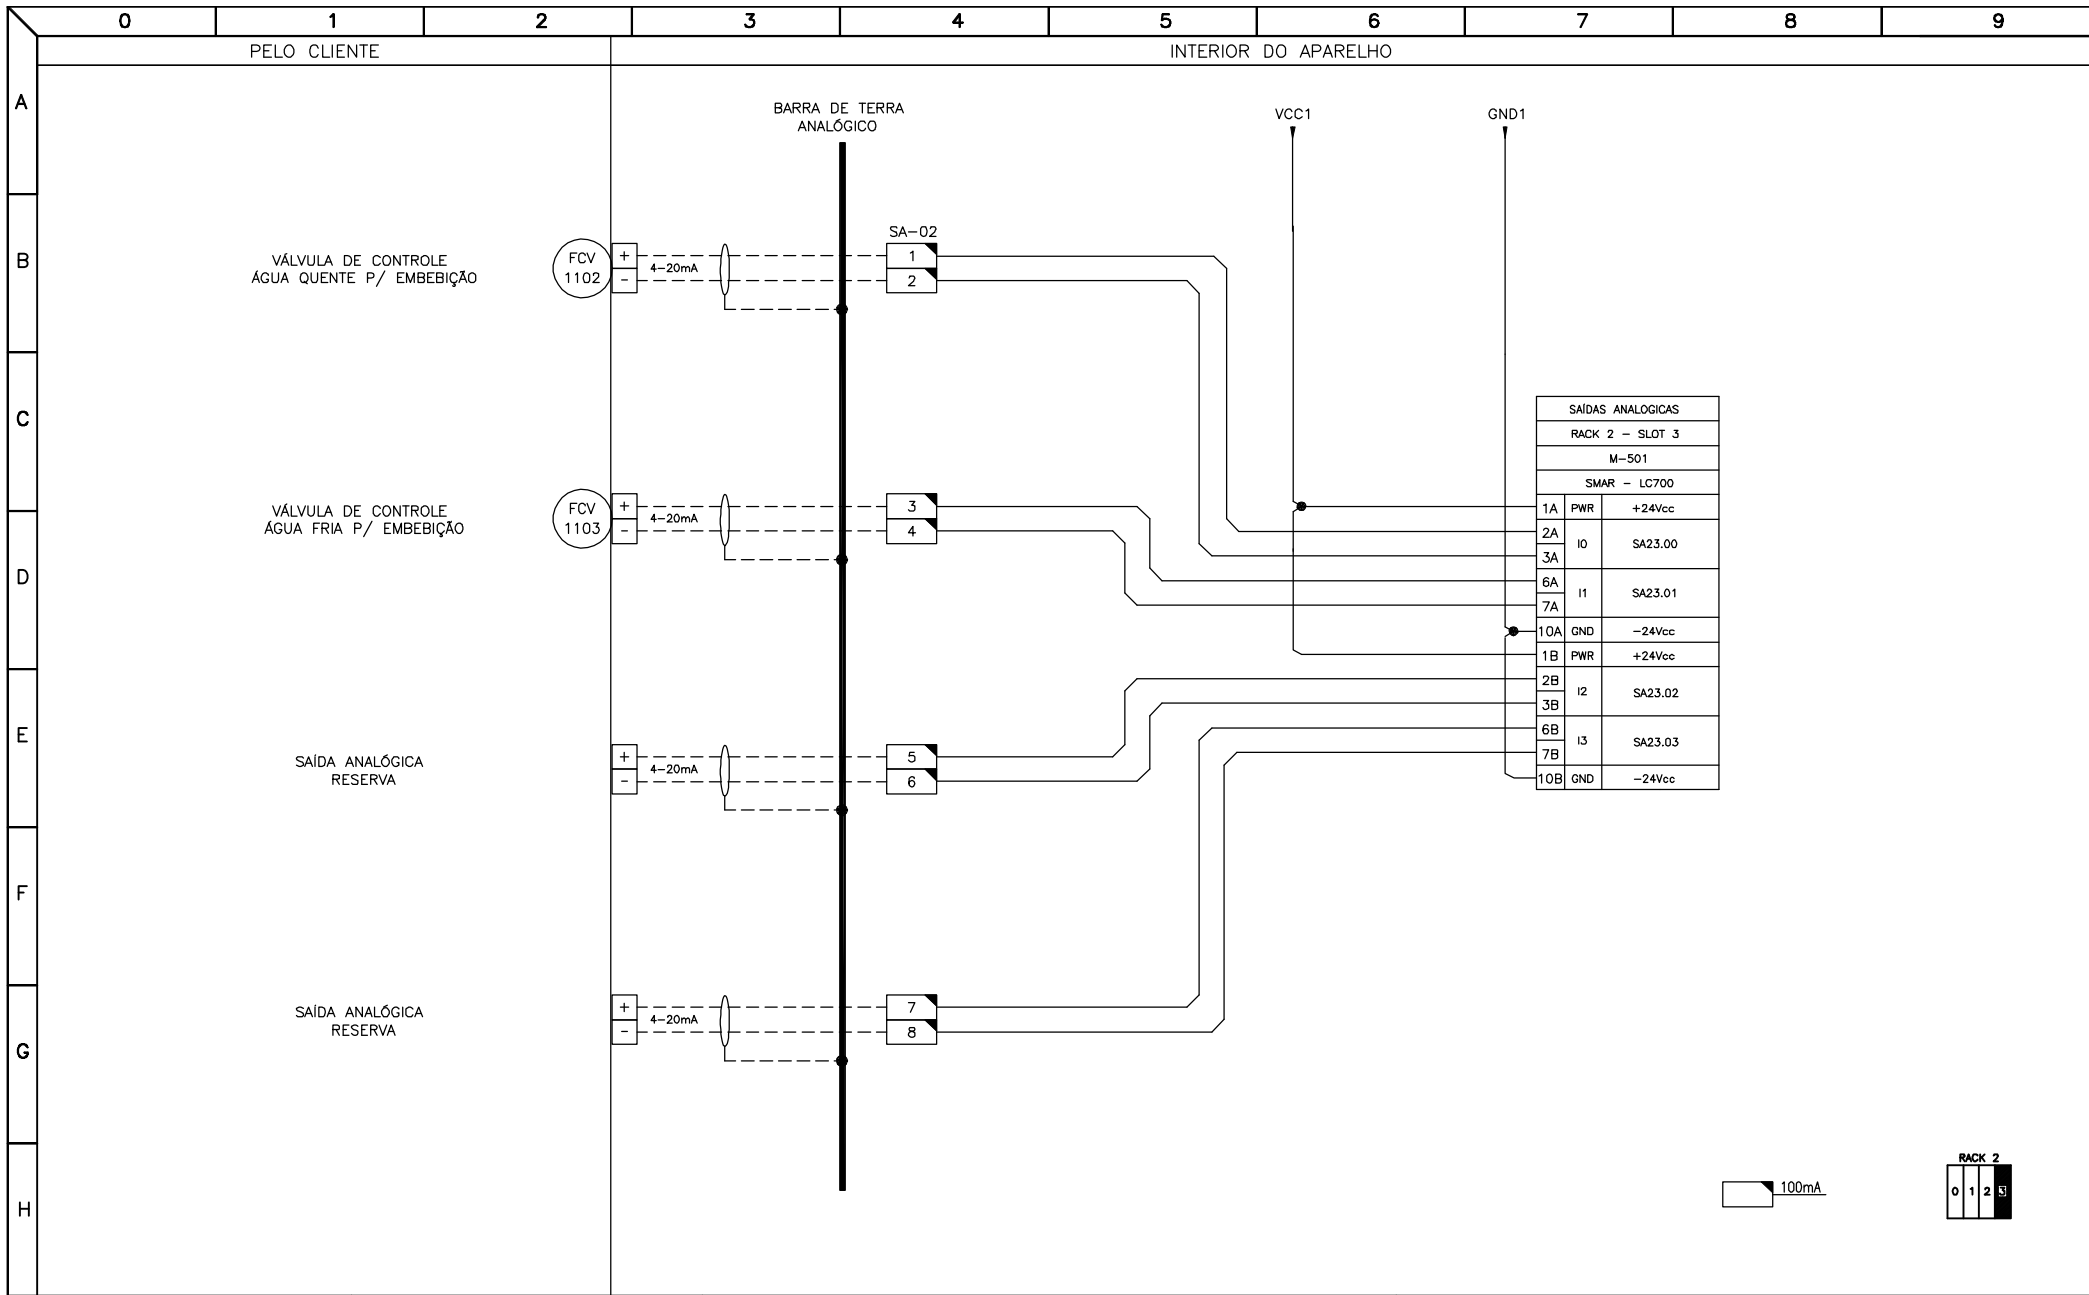 0 1 2 3 4 5 6 7 8 9
PELO CLIENTE
INTERIOR DO APARELHO
A
B
C
D
E
F
G
H
BARRA DE TERRA
ANALÓGICO
VCC1
GND1
SA-02
VÁLVULA DE CONTROLE
ÁGUA QUENTE P/ EMBEBIÇÃO
FCV
1102
+
-
4-20mA
1
2
VÁLVULA DE CONTROLE
ÁGUA FRIA P/ EMBEBIÇÃO
FCV
1103
+
-
4-20mA
3
4
SAÍDA ANALÓGICA
RESERVA
+
-
4-20mA
5
6
SAÍDA ANALÓGICA
RESERVA
+
-
4-20mA
7
8
SAÍDAS ANALOGICAS
RACK 2 - SLOT 3
M-501
SMAR - LC700
1A PWR +24Vcc
2A
I0 SA23.00
3A
6A
I1 SA23.01
7A
10A GND -24Vcc
1B PWR +24Vcc
2B
I2 SA23.02
3B
6B
I3 SA23.03
7B
10B GND -24Vcc
100mA
RACK 2
0 1 2 3